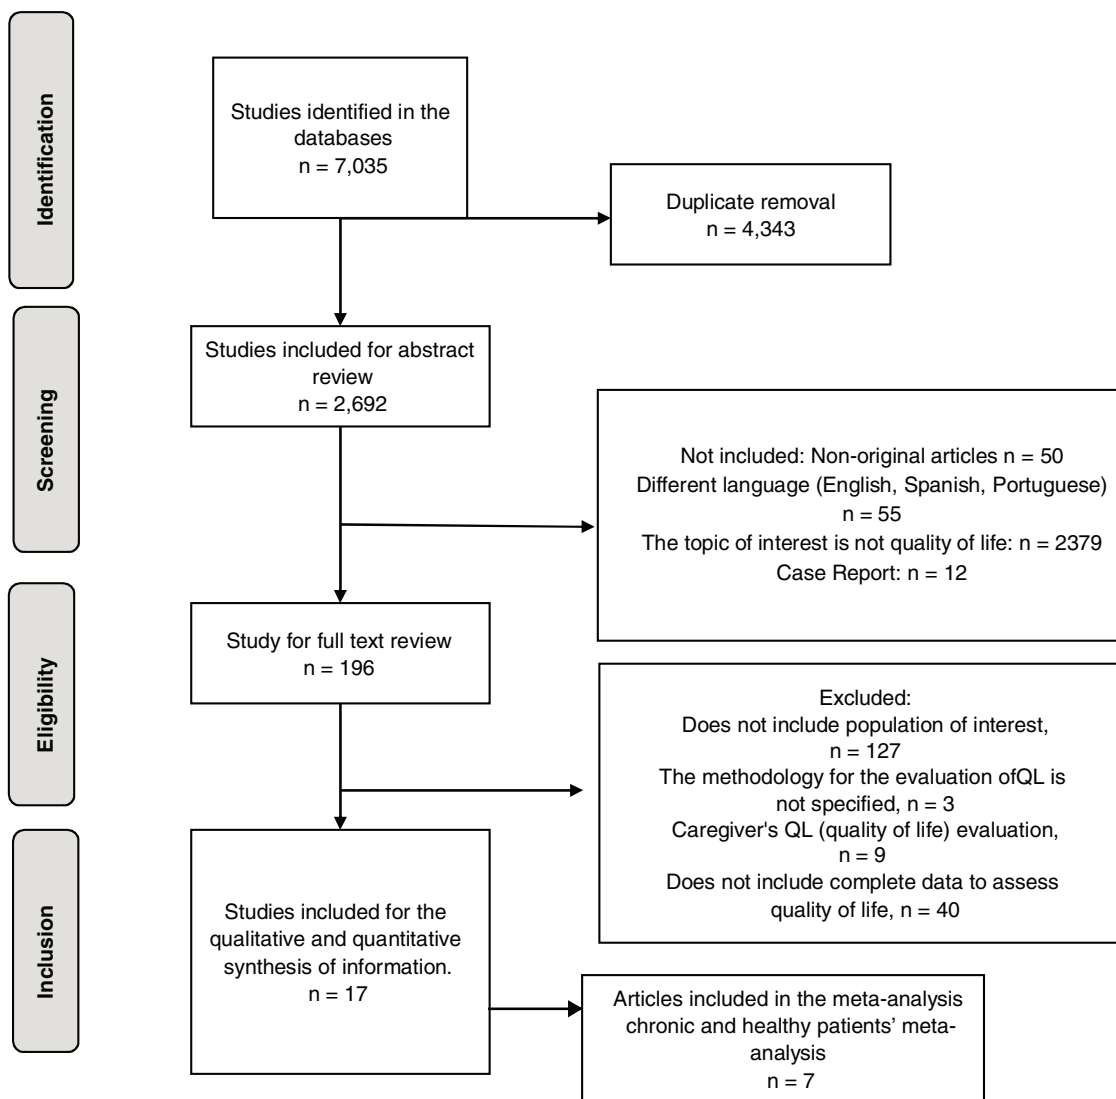 Identification
Studies identified in the
databases
n = 7,035
Duplicate removal
n = 4,343
Screening
Studies included for abstract
review
n = 2,692
Not included: Non-original articles n = 50
Different language (English, Spanish, Portuguese)
n = 55
The topic of interest is not quality of life: n = 2379
Case Report: n = 12
Eligibility
Study for full text review
n = 196
Excluded:
Does not include population of interest,
n = 127
The methodology for the evaluation ofQL is
not specified, n = 3
Caregiver's QL (quality of life) evaluation,
n = 9
Does not include complete data to assess
quality of life, n = 40
Inclusion
Studies included for the
qualitative and quantitative
synthesis of information.
n = 17
Articles included in the meta-analysis
chronic and healthy patients’ meta-
analysis
n = 7